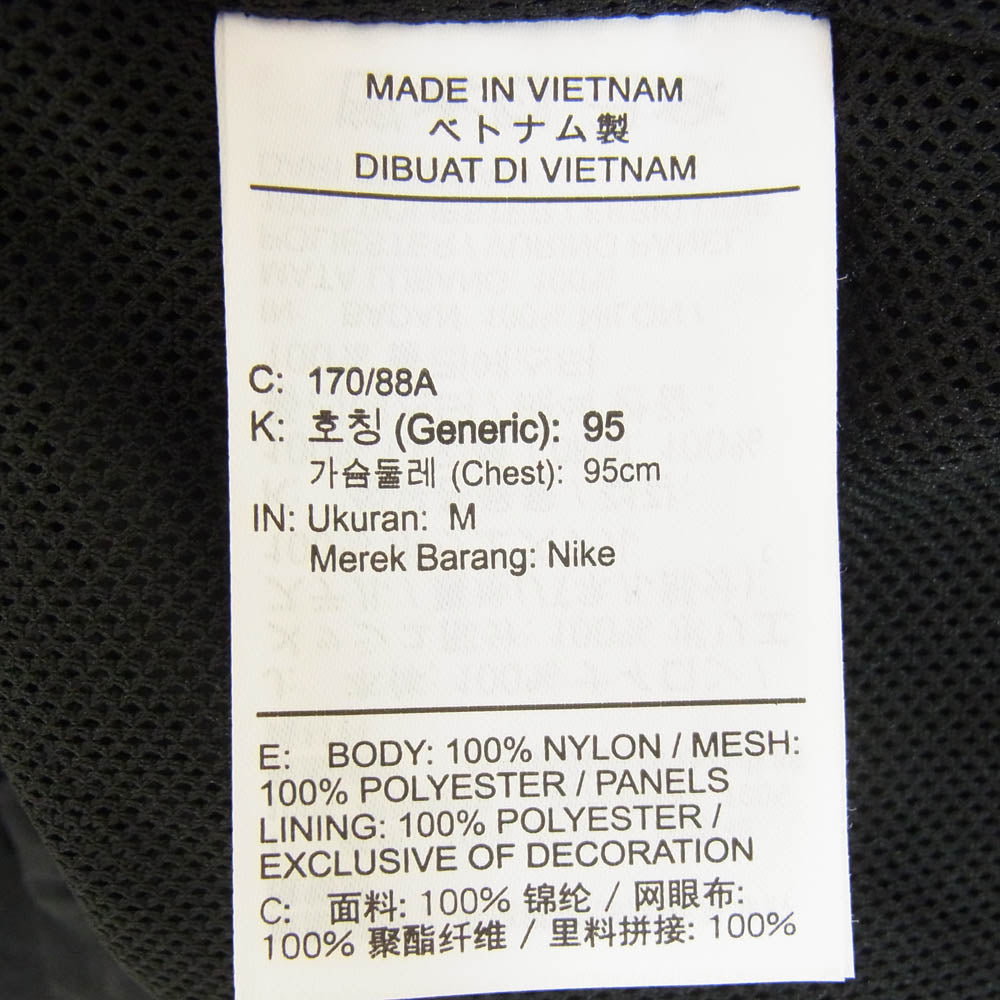 MADE IN VIETNAM
ベトナム製
DIBUAT DI VIETNAM
C: 170/88A
K: 호칭 (Generic): 95
가슴둘레 (Chest): 95cm
IN: Ukuran: M
Merek Barang: Nike
E: BODY: 100% NYLON / MESH:
100% POLYESTER / PANELS
LINING: 100% POLYESTER /
EXCLUSIVE OF DECORATION
C: 面料: 100% 锦纶 / 网眼布:
100% 聚酯纤维 / 里料拼接: 100%